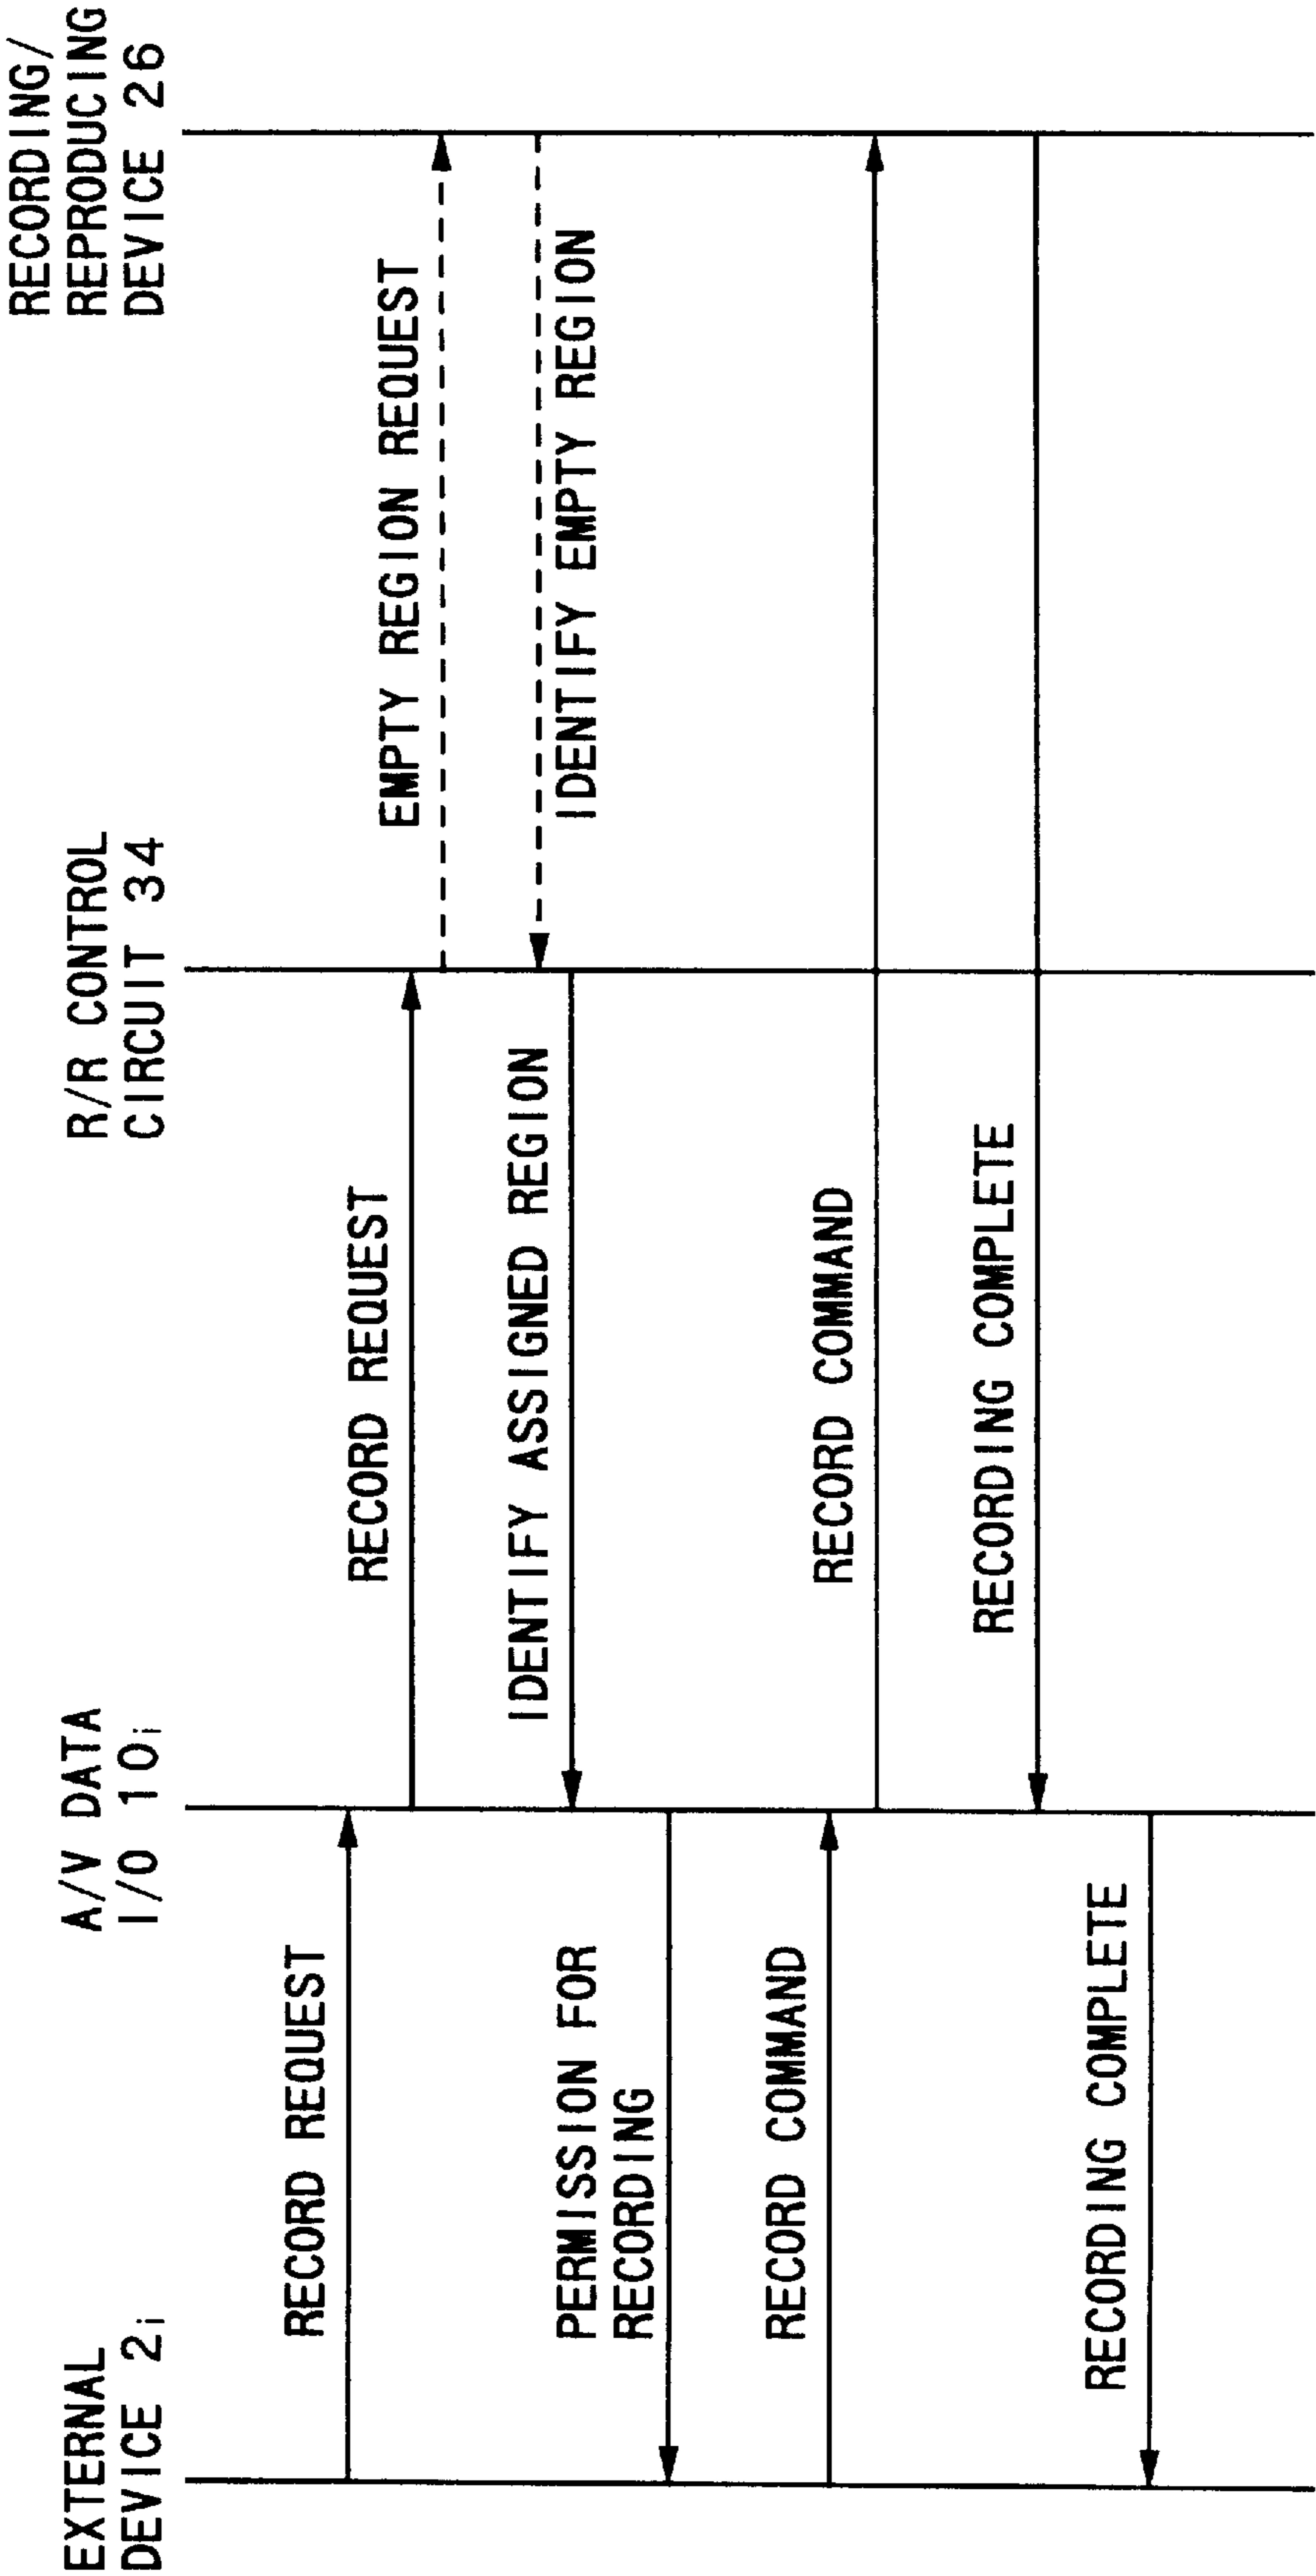 EXTERNAL
DEVICE 2i
A/V DATA
I/O 10i
R/R CONTROL
CIRCUIT 34
RECORDING/
REPRODUCING
DEVICE 26
RECORD REQUEST
RECORD REQUEST
EMPTY REGION REQUEST
IDENTIFY EMPTY REGION
IDENTIFY ASSIGNED REGION
PERMISSION FOR
RECORDING
RECORD COMMAND
RECORD COMMAND
RECORDING COMPLETE
RECORDING COMPLETE